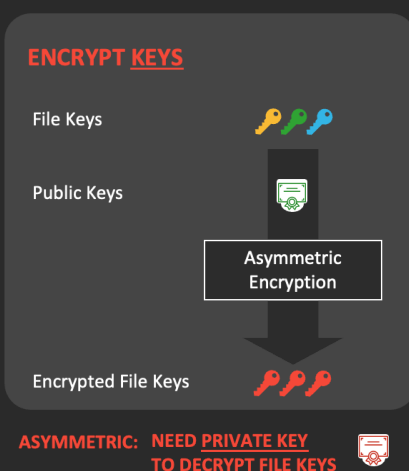 ENCRYPT KEYS
File Keys
Public Keys
Asymmetric
Encryption
Encrypted File Keys
ASYMMETRIC: NEED PRIVATE KEY
TO DECRYPT FILE KEYS